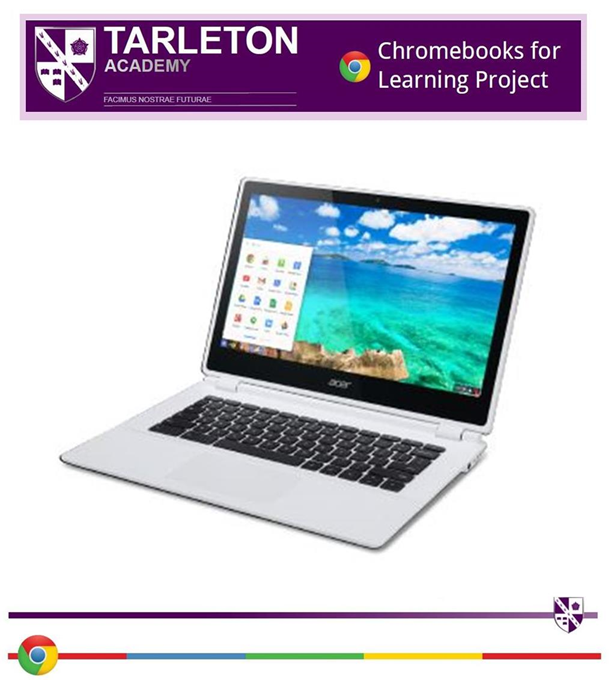 TARLETON
ACADEMY
FACIMUS NOSTRAE FUTURAE
Chromebooks for
Learning Project
acer